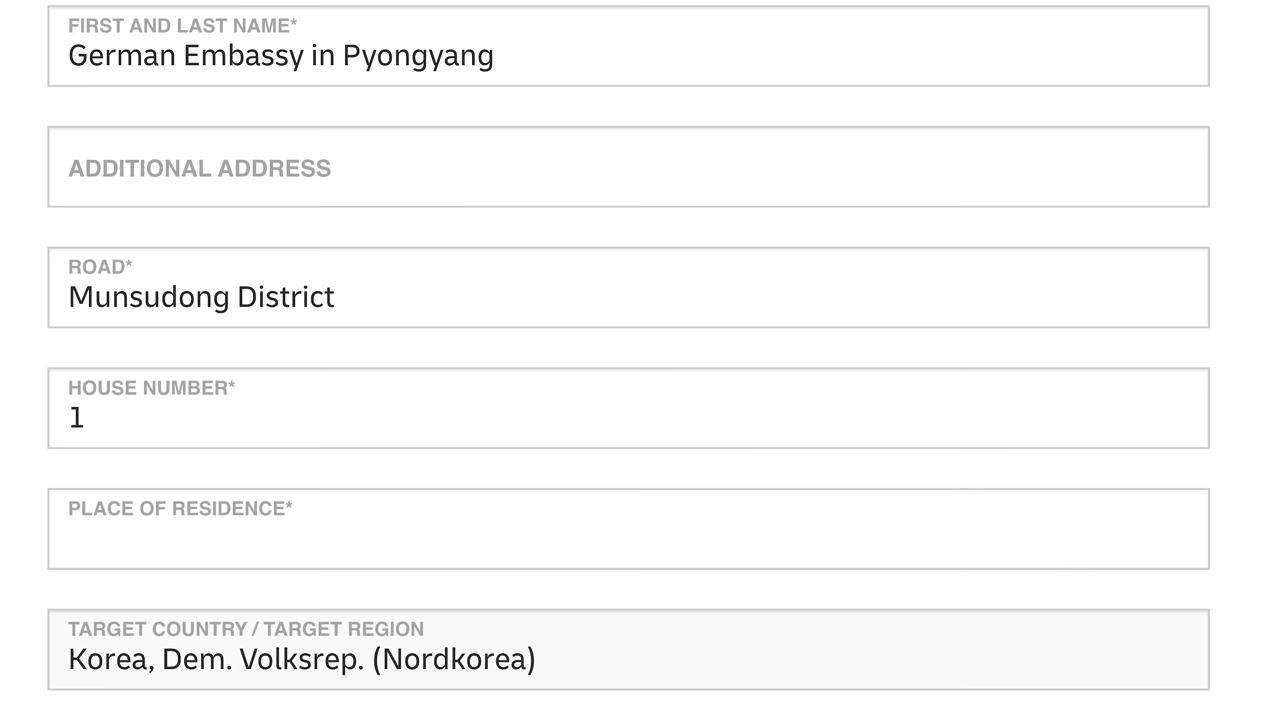 FIRST AND LAST NAME*
German Embassy in Pyongyang
ADDITIONAL ADDRESS
ROAD*
Munsudong District
HOUSE NUMBER*
1
PLACE OF RESIDENCE*
TARGET COUNTRY / TARGET REGION
Korea, Dem. Volksrep. (Nordkorea)